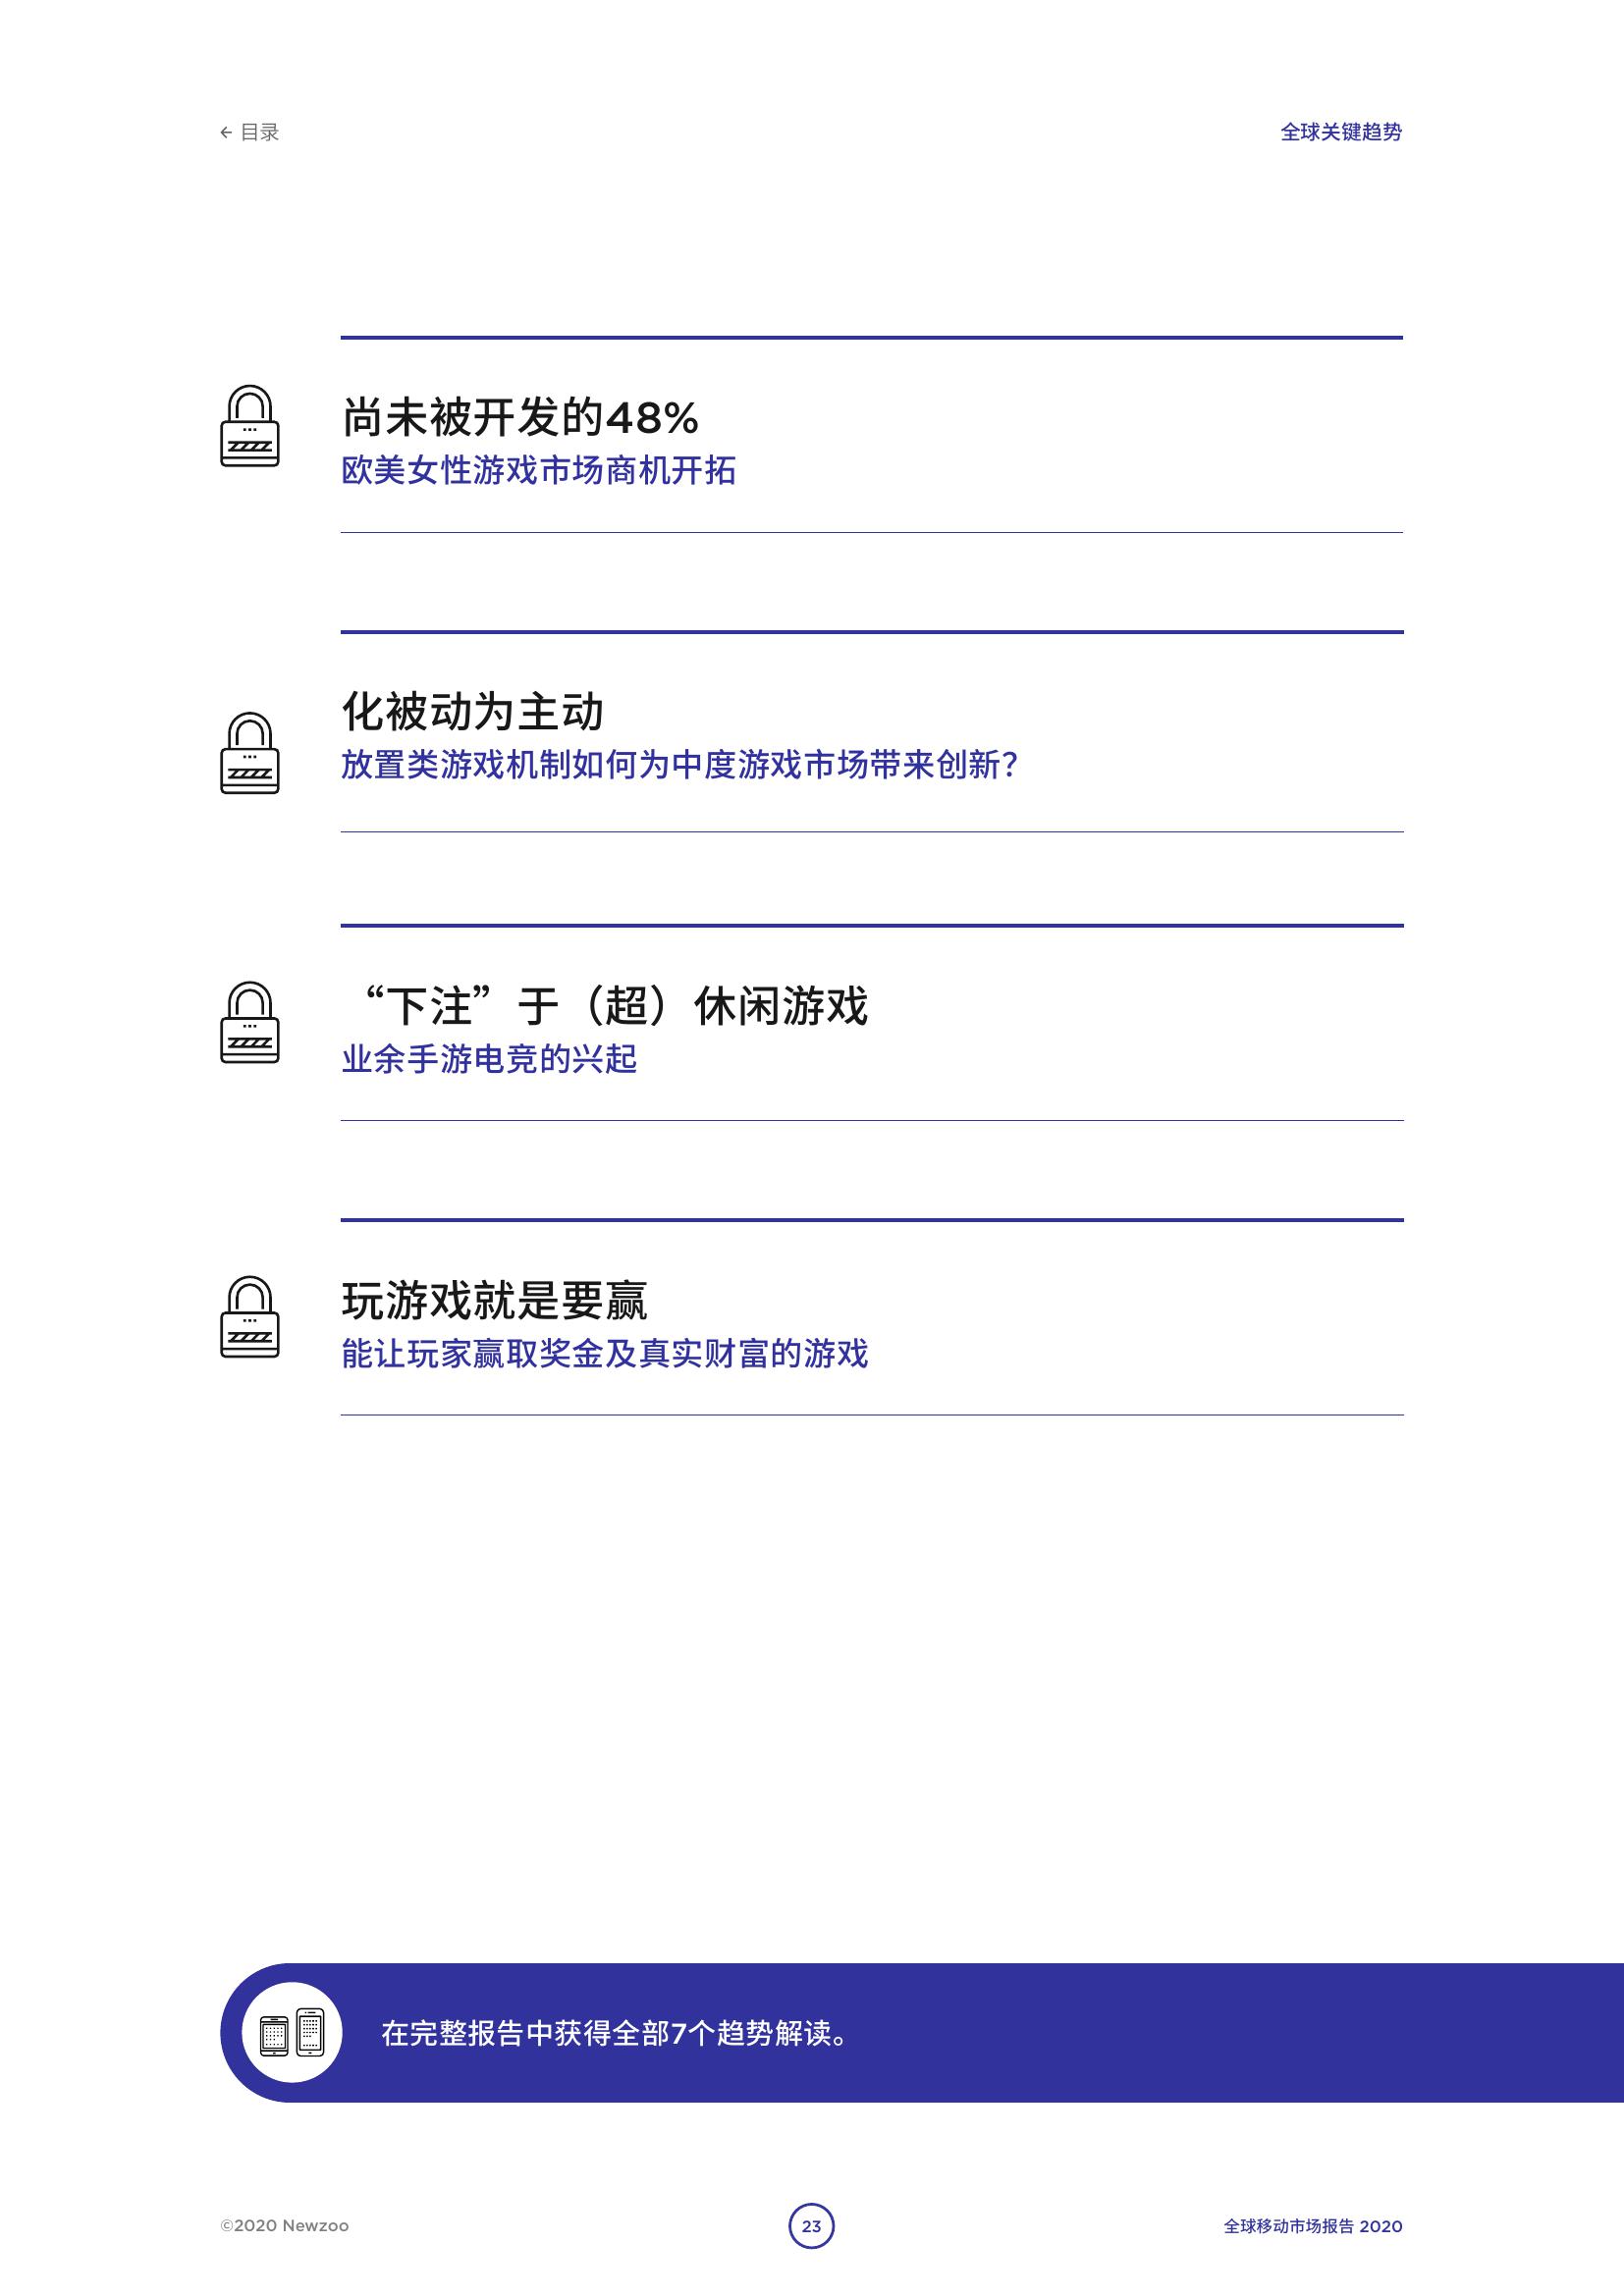 ← 目录
全球关键趋势
尚未被开发的48%
欧美女性游戏市场商机开拓
化被动为主动
放置类游戏机制如何为中度游戏市场带来创新？
“下注”于（超）休闲游戏
业余手游电竞的兴起
玩游戏就是要赢
能让玩家赢取奖金及真实财富的游戏
在完整报告中获得全部7个趋势解读。
©2020 Newzoo
23
全球移动市场报告 2020